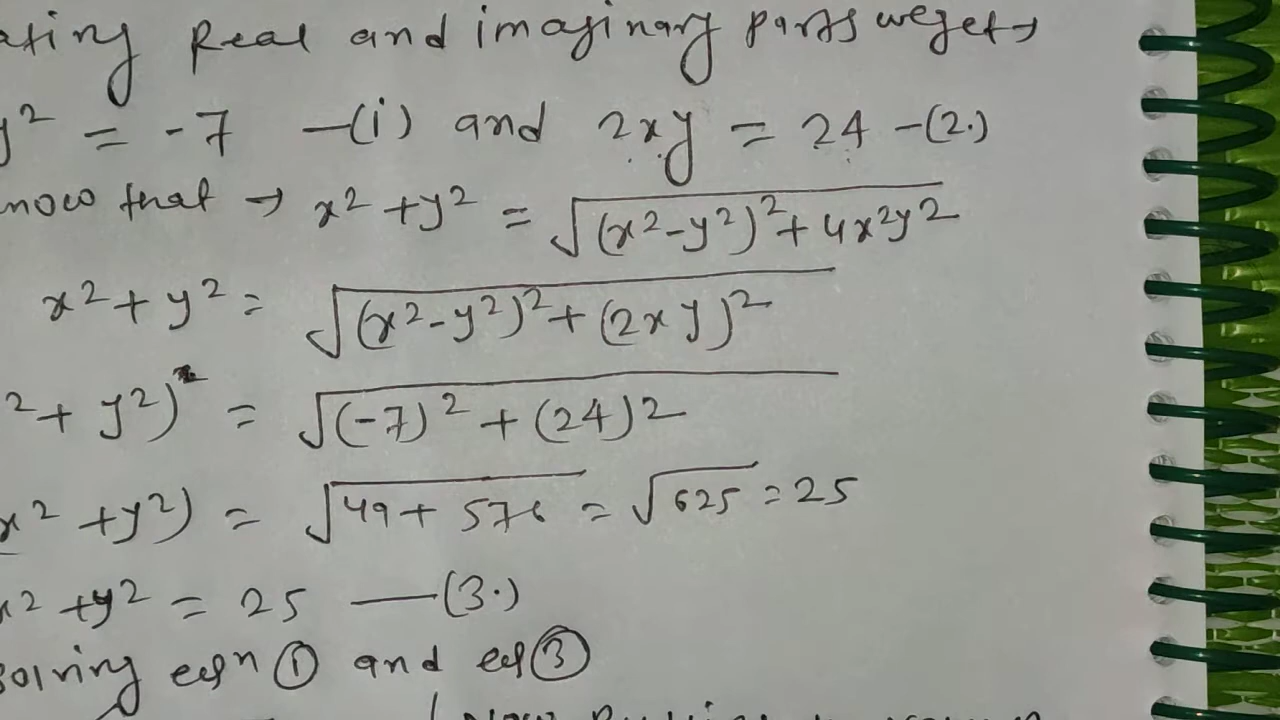 ating Real and imaginary parts we get →
y² = -7 —(i) and 2xy = 24 —(2.)
now that → x² + y² = √(x²-y²)² + 4x²y²
x² + y² = √(x²-y²)² + (2xy)²
² + y²) = √(-7)² + (24)²
x² + y²) = √49 + 576 = √625 = 25
x² + y² = 25 —(3.)
solving eqn ① and eq ③